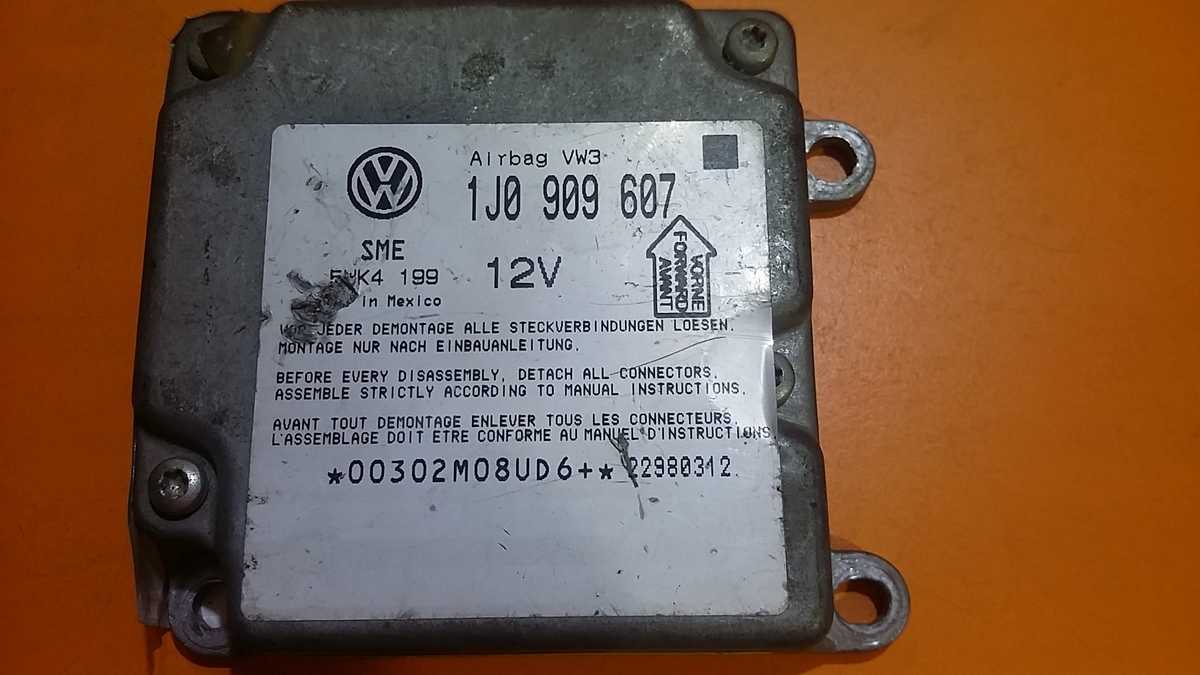 Airbag VW3
1J0 909 607
SME
12V
5WK4 199
in Mexico
VORNE
FORWARD
AVANT
VOR JEDER DEMONTAGE ALLE STECKVERBINDUNGEN LOESEN.
MONTAGE NUR NACH EINBAUANLEITUNG.
BEFORE EVERY DISASSEMBLY, DETACH ALL CONNECTORS.
ASSEMBLE STRICTLY ACCORDING TO MANUAL INSTRUCTIONS.
AVANT TOUT DEMONTAGE ENLEVER TOUS LES CONNECTEURS.
L'ASSEMBLAGE DOIT ETRE CONFORME AU MANUEL D'INSTRUCTIONS
*00302M08UD6+* 22980312